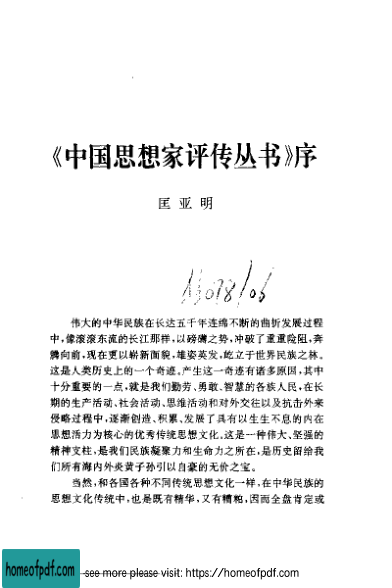 《中国思想家评传丛书》序
匡亚明
伟大的中华民族在长达五千年连绵不断的曲折发展过程
中，像滚滚东流的长江那样，以磅礴之势，冲破了重重险阻，奔
腾向前，现在更以崭新面貌，雄姿英发，屹立于世界民族之林。
这是人类历史上的一个奇迹。产生这一奇迹有诸多原因，其中
十分重要的一点，就是我们勤劳、勇敢、智慧的各族人民，在长
期的生产活动、社会活动、思维活动和对外交往以及抗击外来
侵略过程中，逐渐创造、积累、发展了具有以生生不息的内在
思想活力为核心的优秀传统思想文化。这是一种伟大、坚强的
精神支柱，是我们民族凝聚力和生命力之所在，是历史留给我
们所有海内外炎黄子孙引以自豪的无价之宝。
当然，和各国各种不同传统思想文化一样，在中华民族的
思想文化传统中，也是既有精华，又有糟粕，因而全盘肯定或
homeofpdf.com
see more please visit: https://homeofpdf.com